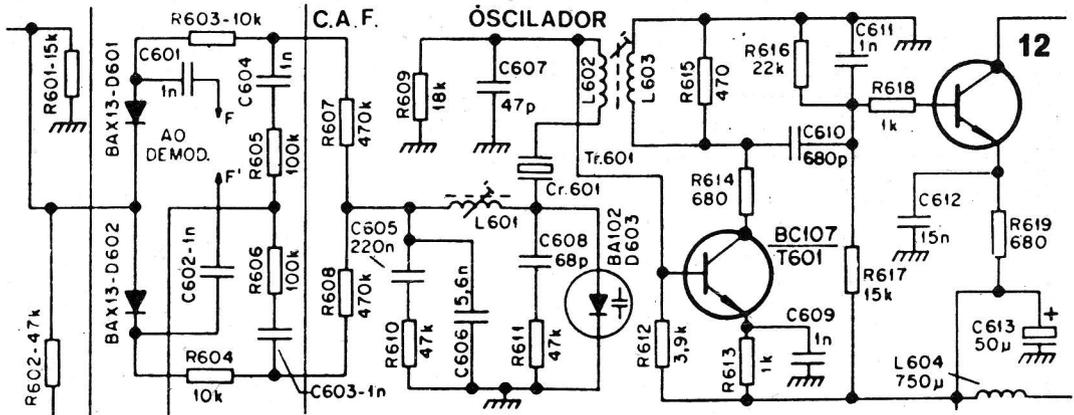 R603-10k
C.A.F.
ÓSCILADOR
C611
1n
12
R601-15k
C601
1n
C604
1n
R609
18k
C607
47p
L602
L603
R615
470
R616
22k
R618
1k
BAX13-D601
F
AO
DEMOD.
F'
R605
100k
R607
470k
Tr.601
Cr.601
C610
680p
R614
680
C612
15n
R619
680
L601
BAX13-D602
C602-1n
R606
100k
R608
470k
C605
220n
C608
68p
BA102
D603
BC107
T601
R617
15k
R602-47k
R610
47k
C606
5,6n
R611
47k
R612
3,9k
R613
1k
C609
1n
C613
50µ
+
R604
10k
C603-1n
L604
750µ